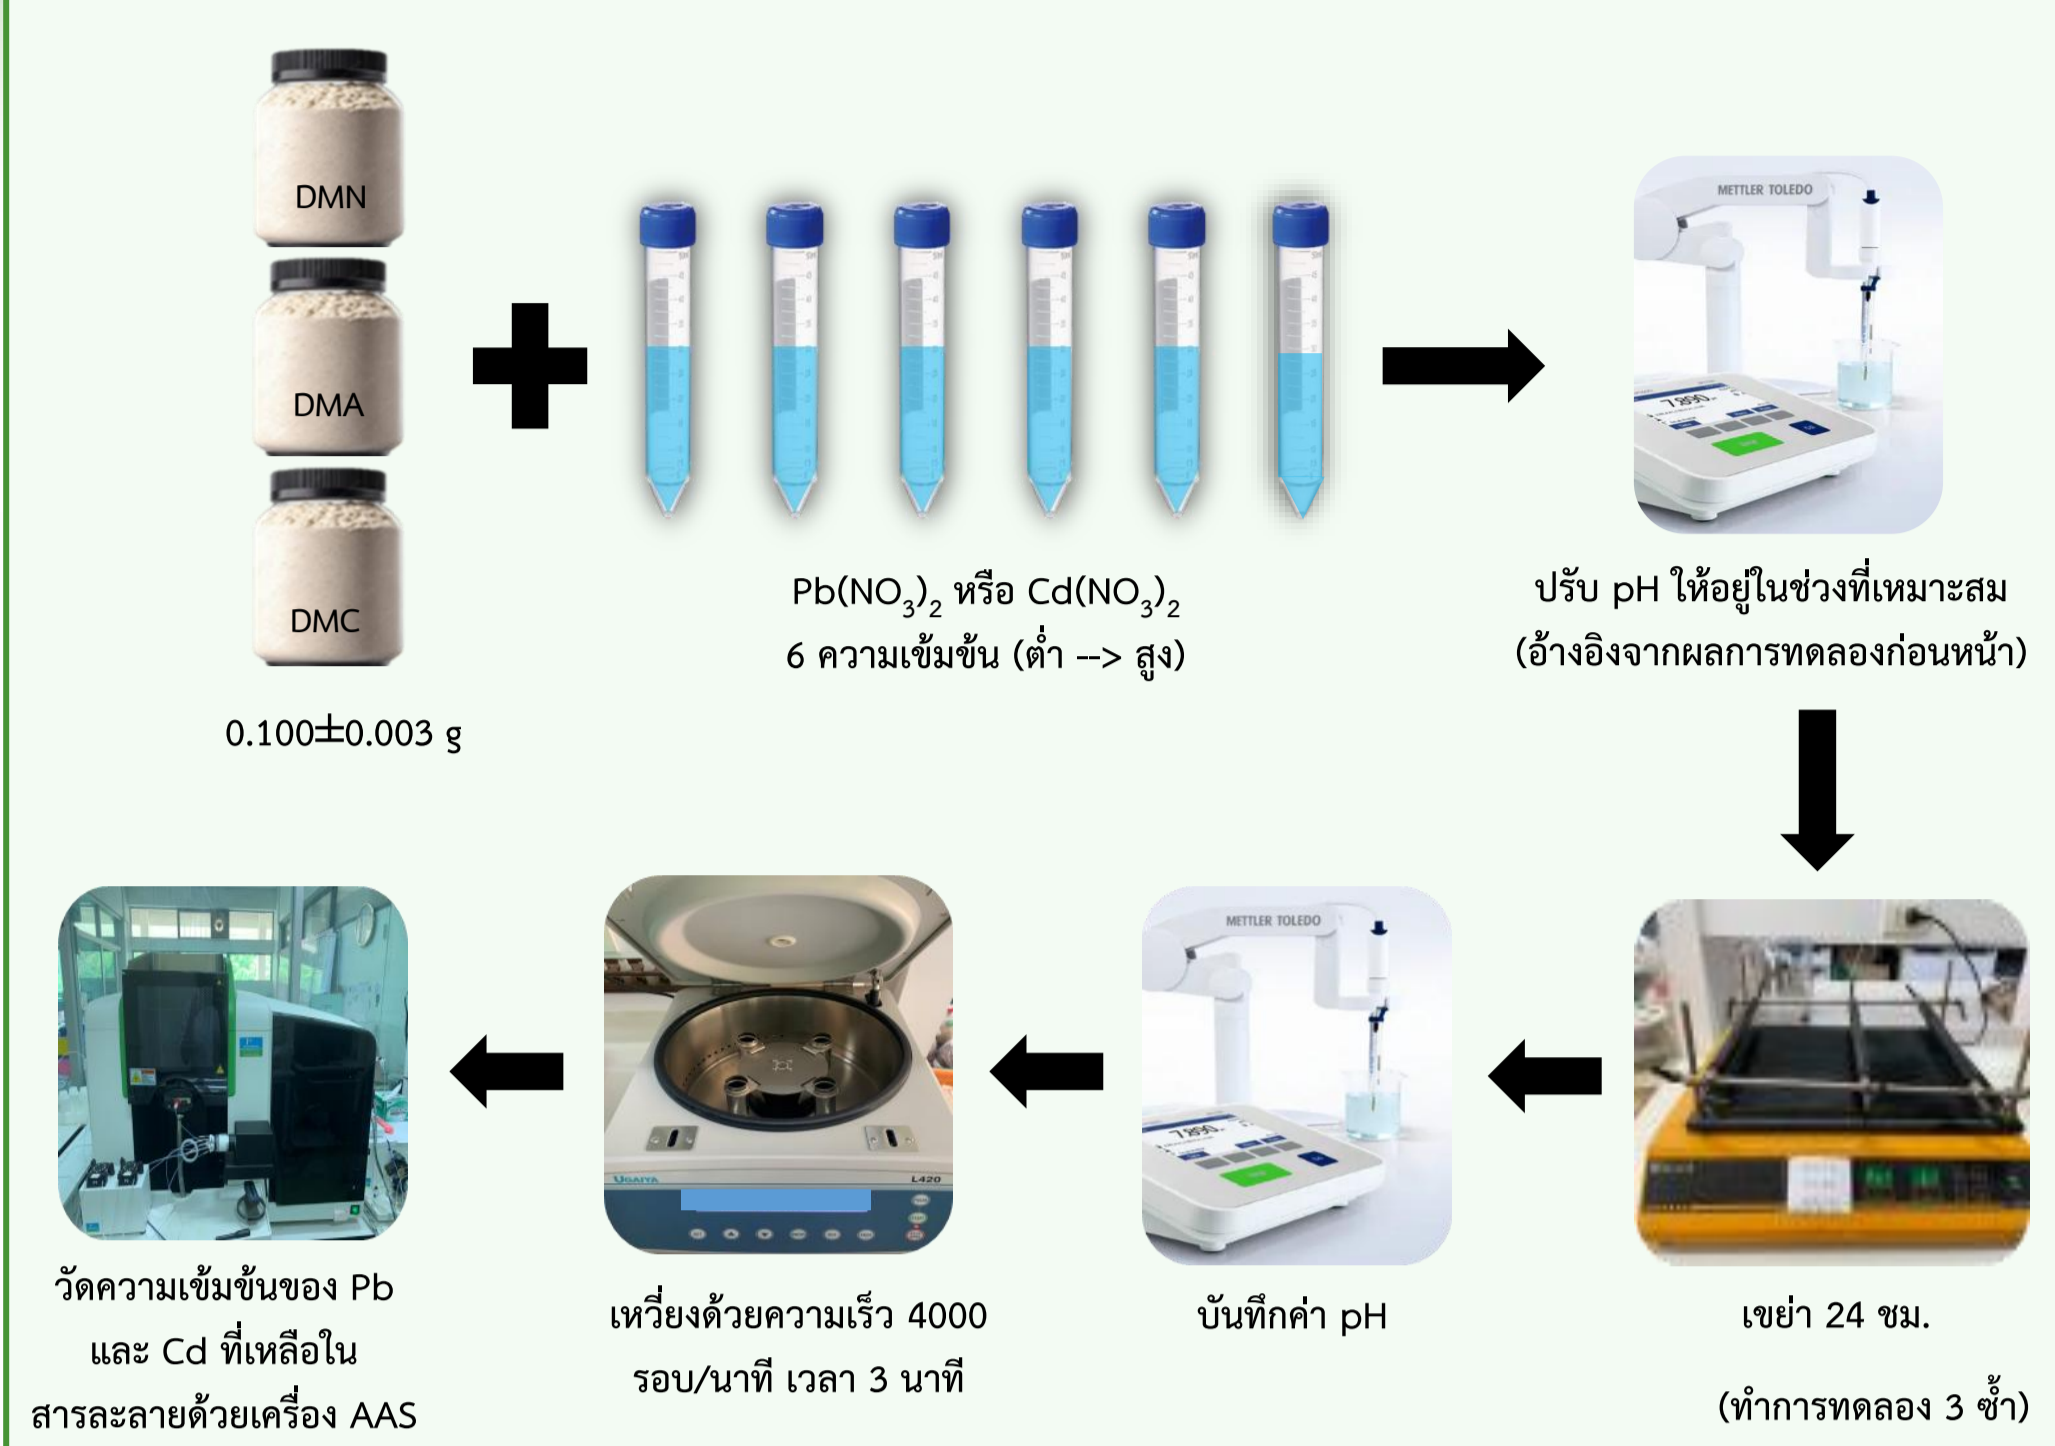 DMN
DMA
DMC
0.100±0.003 g
Pb(NO₃)₂ หรือ Cd(NO₃)₂
6 ความเข้มข้น (ต่ำ --> สูง)
METTLER TOLEDO
7.890
ปรับ pH ให้อยู่ในช่วงที่เหมาะสม
(อ้างอิงจากผลการทดลองก่อนหน้า)
เขย่า 24 ชม.
(ทำการทดลอง 3 ซ้ำ)
METTLER TOLEDO
7.890
บันทึกค่า pH
UGAIYA
L420
เหวี่ยงด้วยความเร็ว 4000
รอบ/นาที เวลา 3 นาที
วัดความเข้มข้นของ Pb
และ Cd ที่เหลือใน
สารละลายด้วยเครื่อง AAS